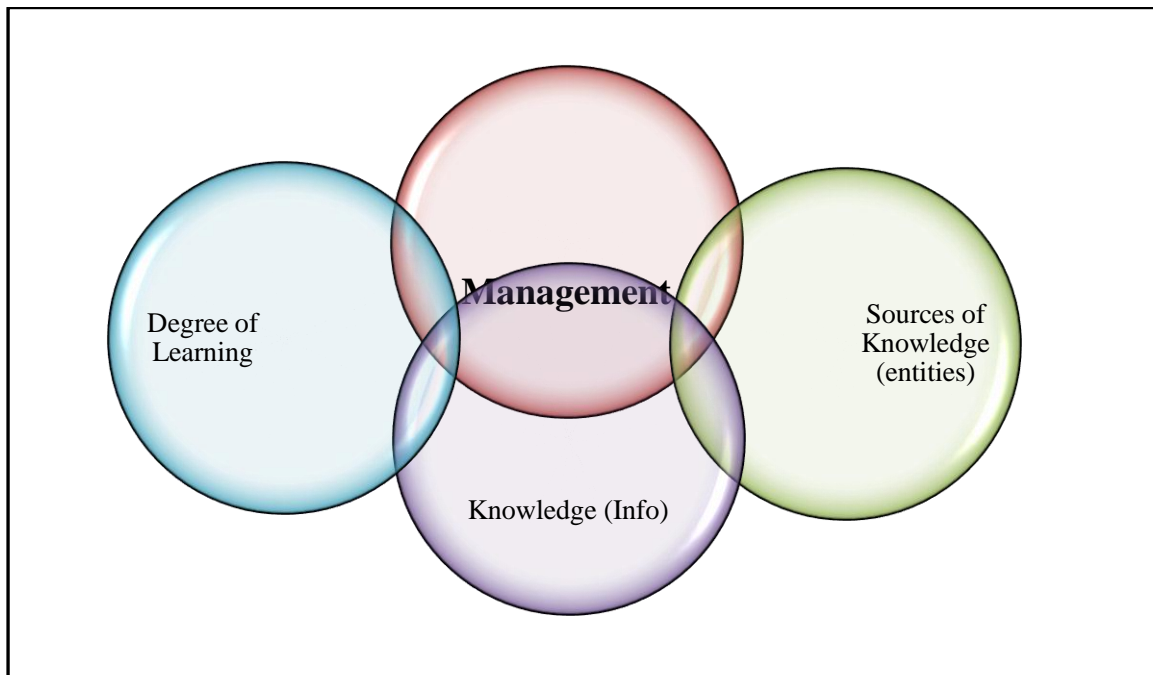 Management
Degree of
Learning
Sources of
Knowledge
(entities)
Knowledge (Info)